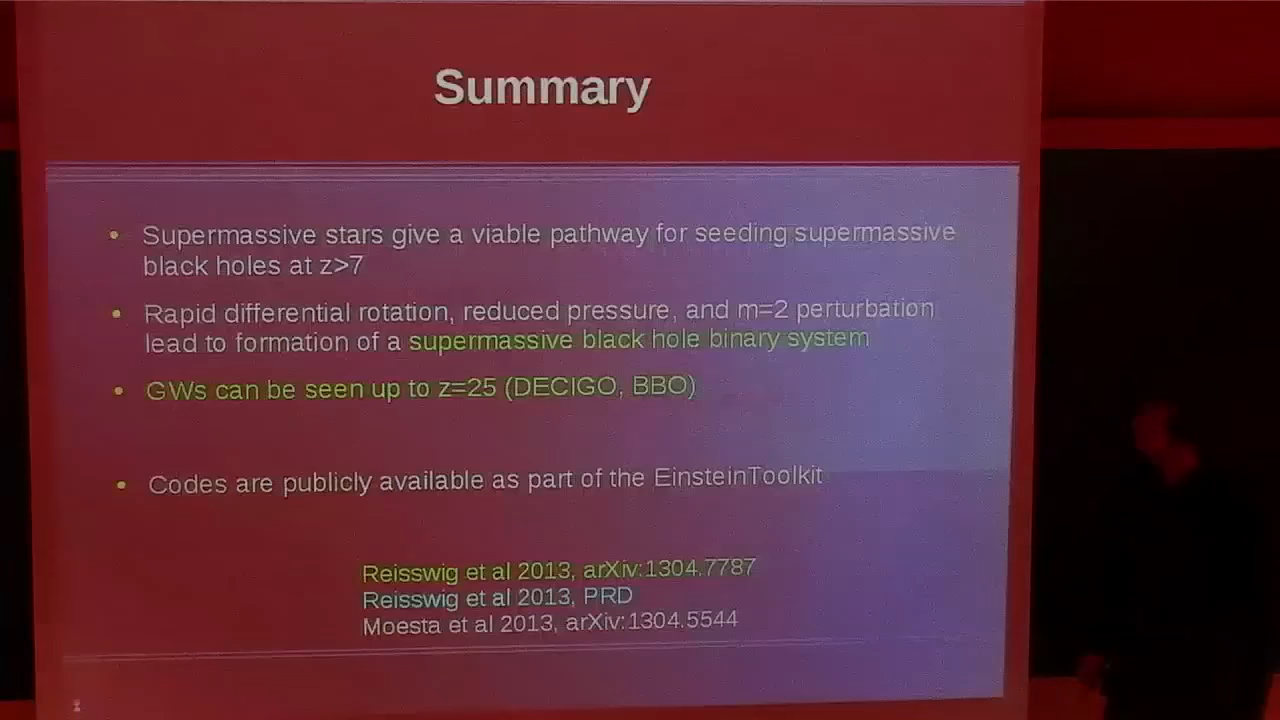 Summary
Supermassive stars give a viable pathway for seeding supermassive
black holes at z>7
Rapid differential rotation, reduced pressure, and m=2 perturbation
lead to formation of a supermassive black hole binary system
GWs can be seen up to z=25 (DECIGO, BBO)
Codes are publicly available as part of the EinsteinToolkit
Reisswig et al 2013, arXiv:1304.7787
Reisswig et al 2013, PRD
Moesta et al 2013, arXiv:1304.5544